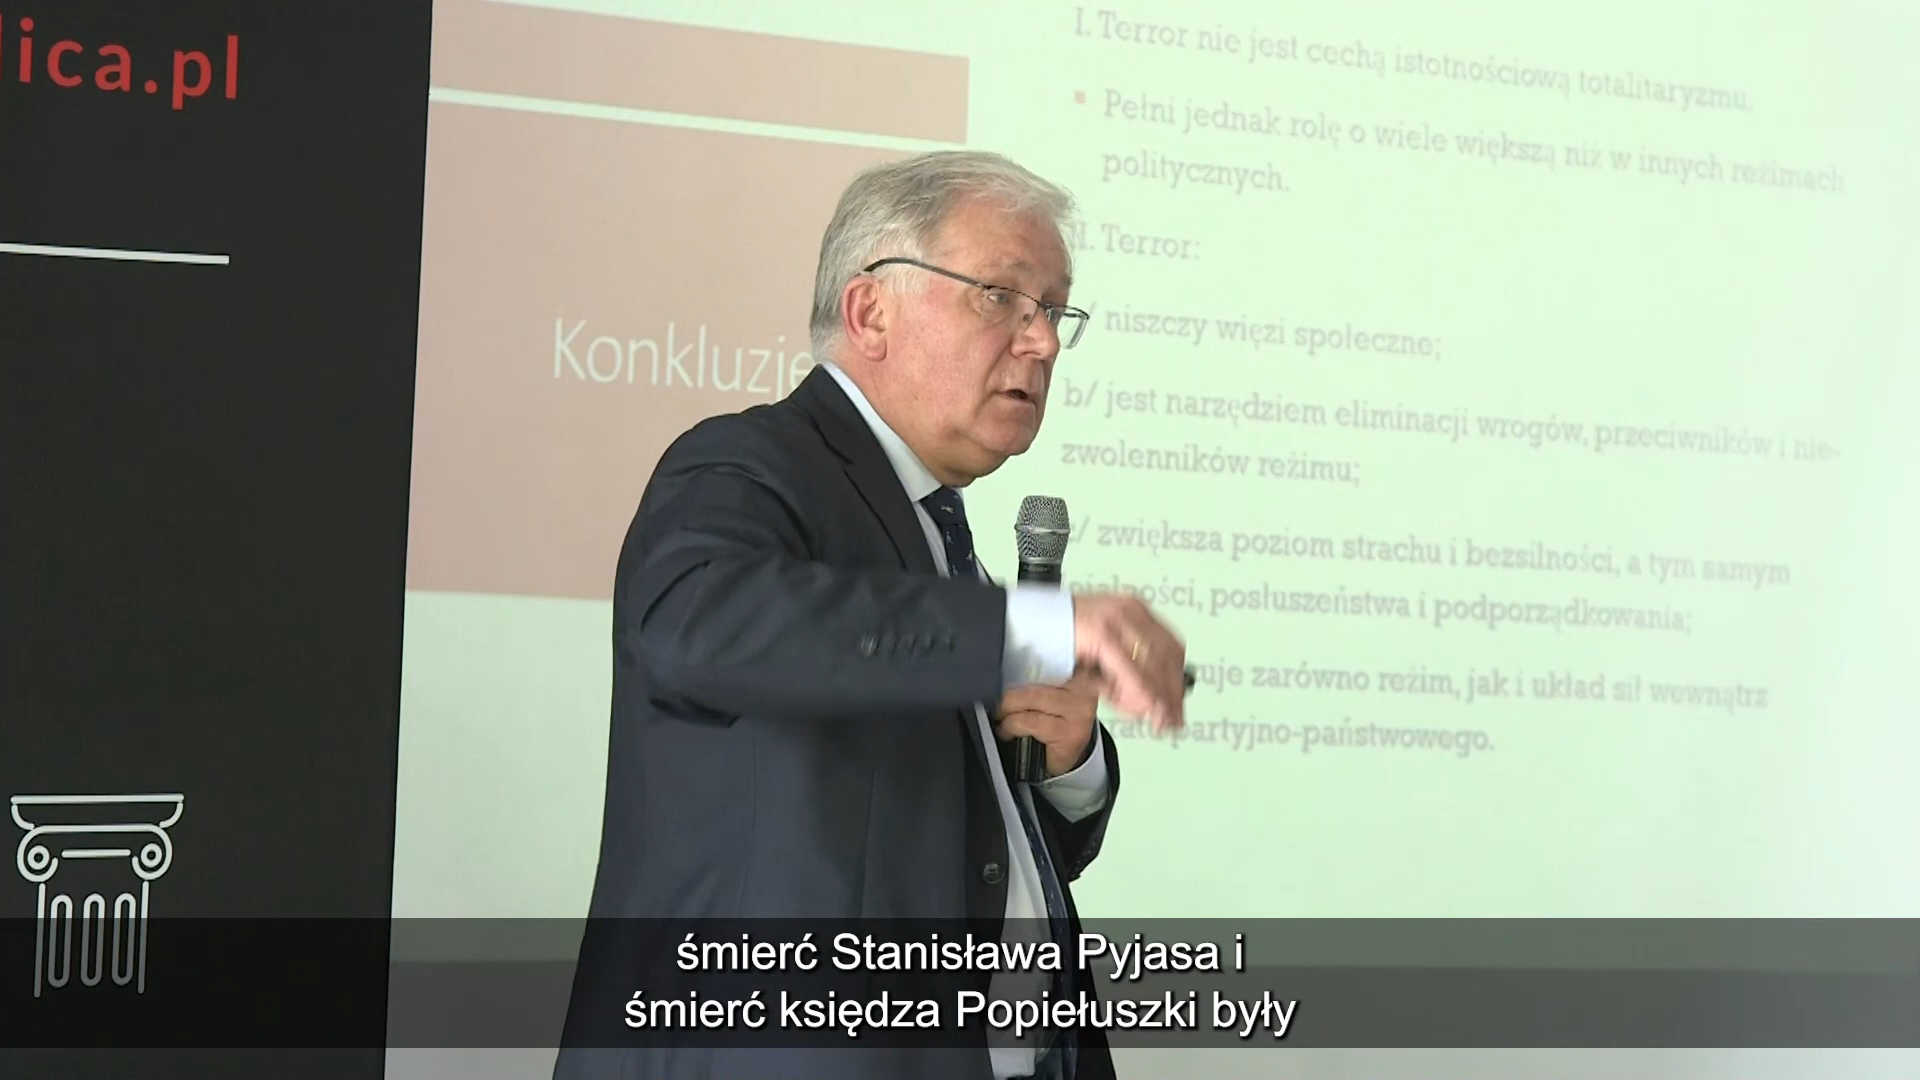 lica.pl
Konkluzje
I. Terror nie jest cechą istotnościową totalitaryzmu.
Pełni jednak rolę o wiele większą niż w innych reżimach
politycznych.
II. Terror:
niszczy więzi społeczne;
b/ jest narzędziem eliminacji wrogów, przeciwników i nie-
zwolenników reżimu;
c/ zwiększa poziom strachu i bezsilności, a tym samym
lojalności, posłuszeństwa i podporządkowania;
zarówno reżim, jak i układ sił wewnątrz
partyjno-państwowego.
śmierć Stanisława Pyjasa i
śmierć księdza Popiełuszki były